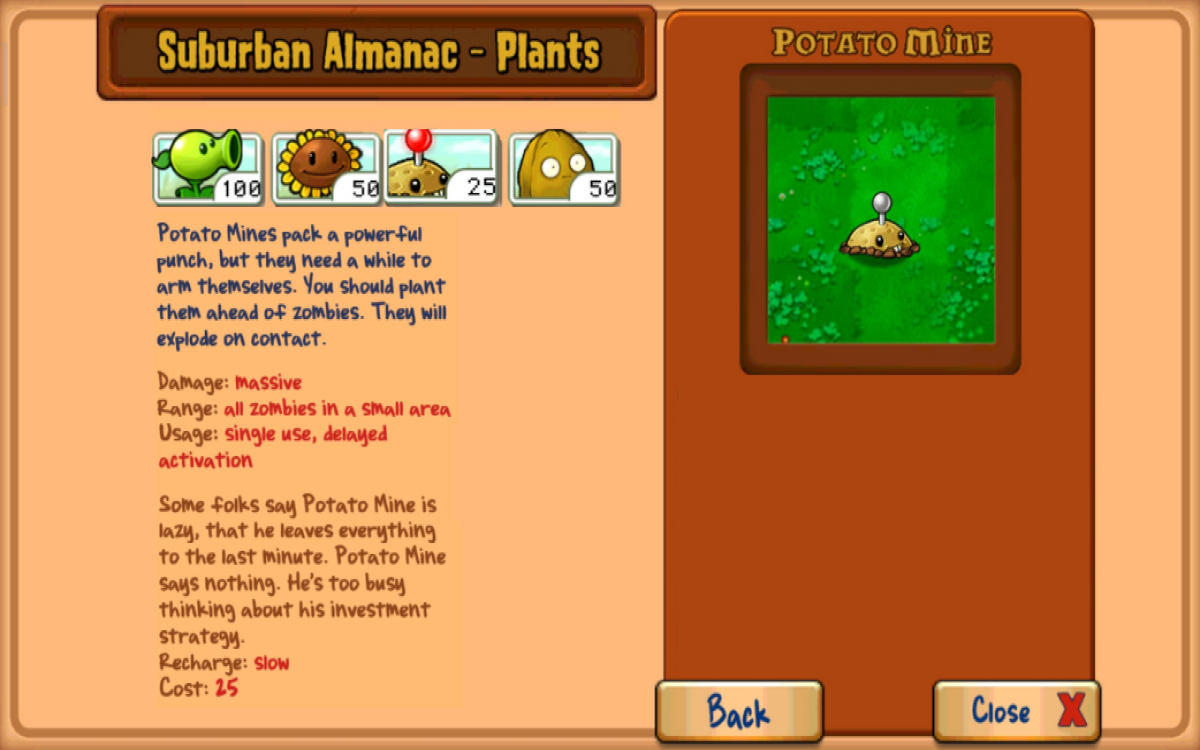 Suburban Almanac - Plants
POTATO MINE
100
50
25
50
Potato Mines pack a powerful
punch, but they need a while to
arm themselves. You should plant
them ahead of zombies. They will
explode on contact.
Damage: massive
Range: all zombies in a small area
Usage: single use, delayed
activation
Some folks say Potato Mine is
lazy, that he leaves everything
to the last minute. Potato Mine
says nothing. He's too busy
thinking about his investment
strategy.
Recharge: slow
Cost: 25
Back
Close X